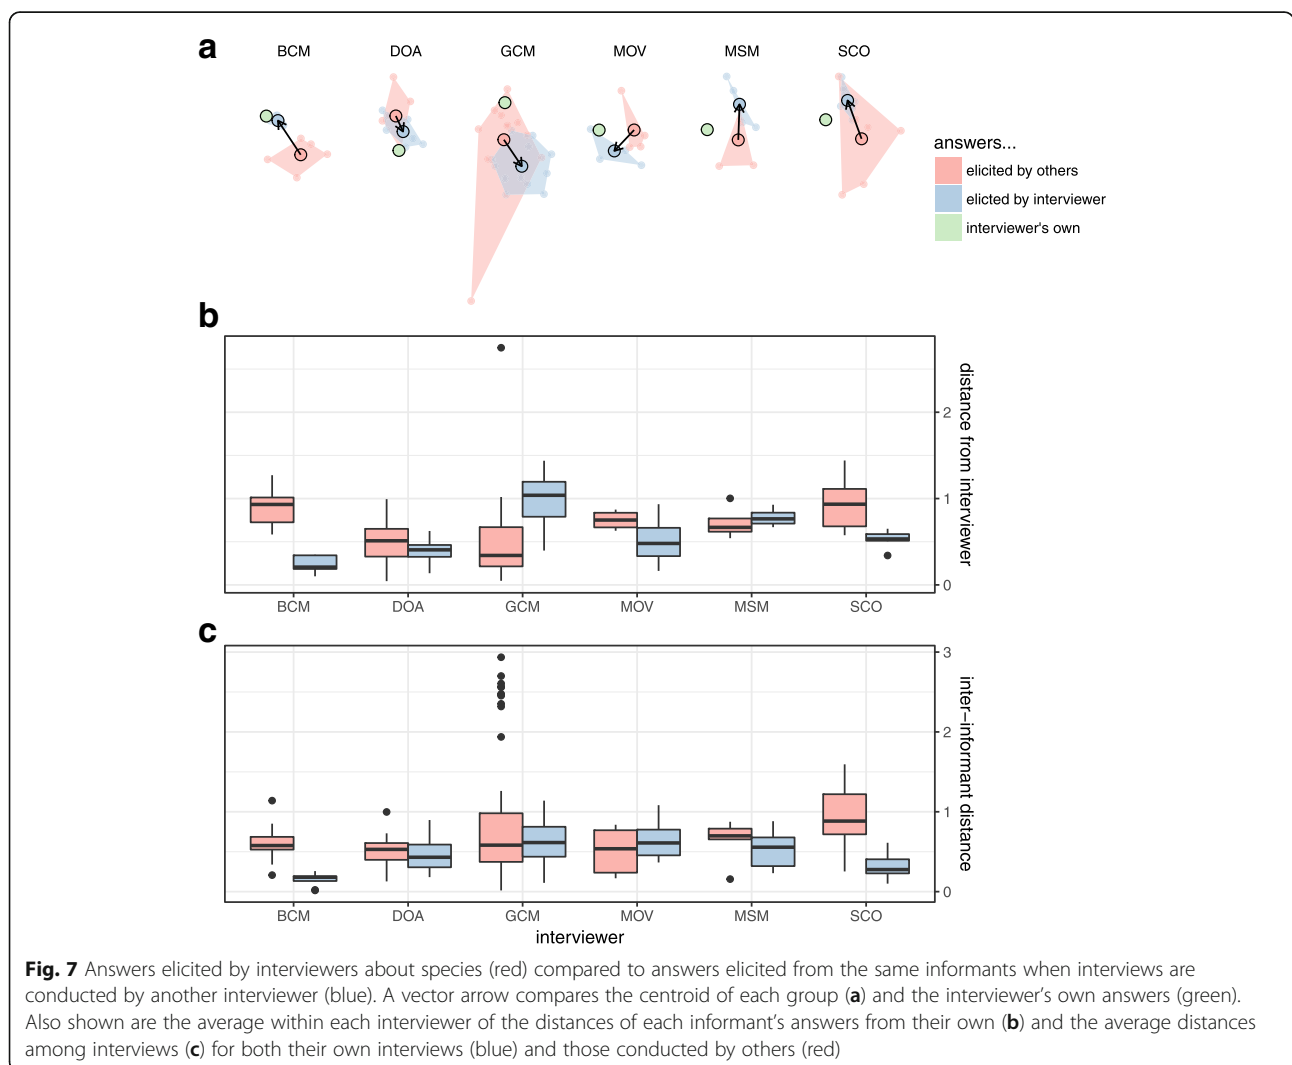 a
BCM DOA GCM MOV MSM SCO
answers...
elicited by others
elicted by interviewer
interviewer's own
b
distance from interviewer
2
1
0
BCM DOA GCM MOV MSM SCO
c
inter−informant distance
3
2
1
0
BCM DOA GCM MOV MSM SCO
interviewer
Fig. 7 Answers elicited by interviewers about species (red) compared to answers elicited from the same informants when interviews are
conducted by another interviewer (blue). A vector arrow compares the centroid of each group (a) and the interviewer's own answers (green).
Also shown are the average within each interviewer of the distances of each informant's answers from their own (b) and the average distances
among interviews (c) for both their own interviews (blue) and those conducted by others (red)